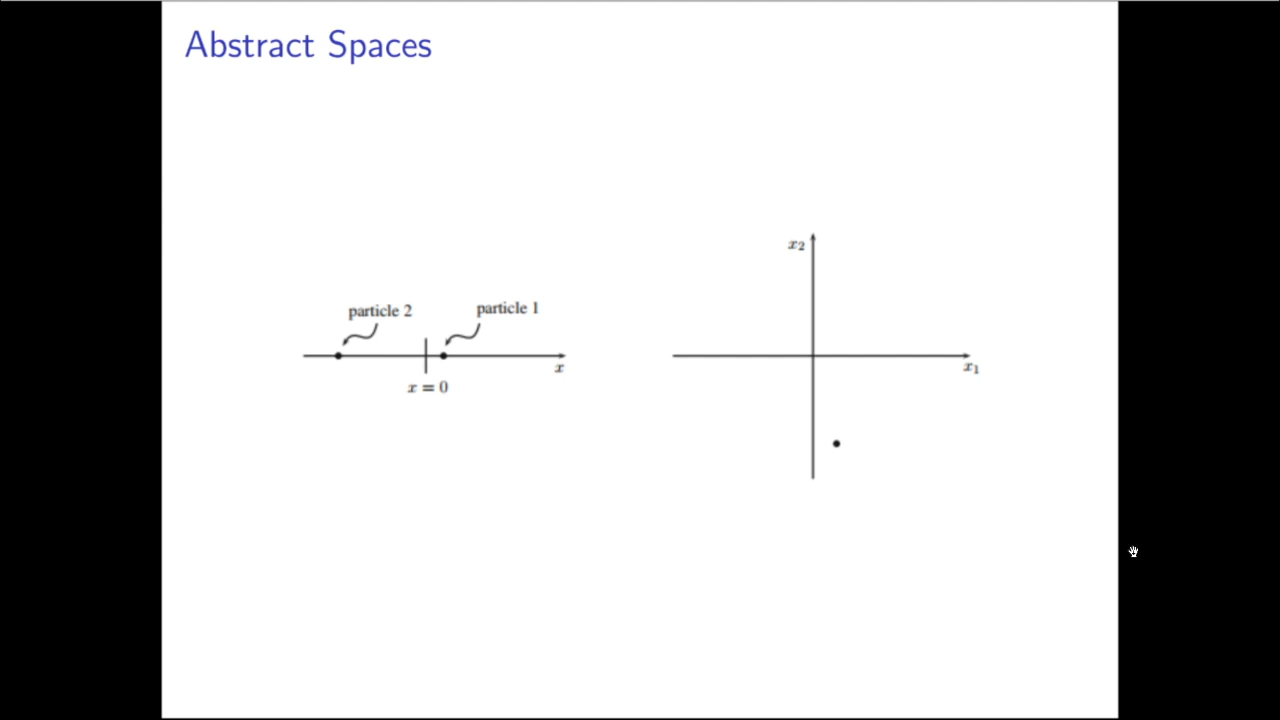 Abstract Spaces
particle 2
particle 1
x
x = 0
x₂
x₁